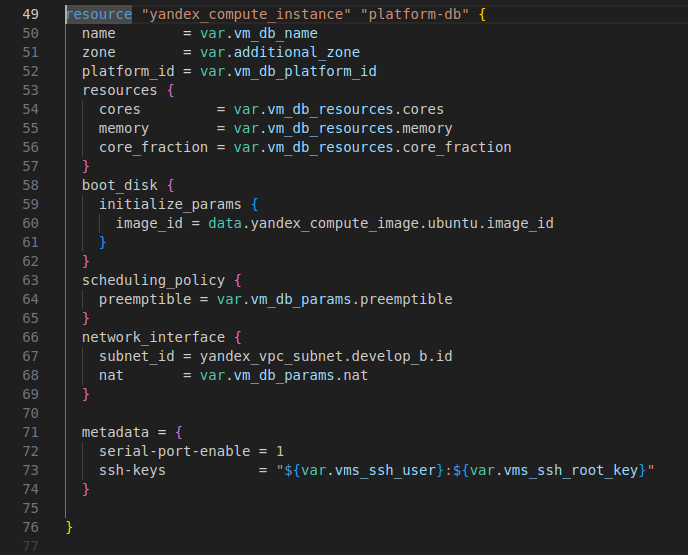 49 resource "yandex_compute_instance" "platform-db" {
50   name        = var.vm_db_name
51   zone        = var.additional_zone
52   platform_id = var.vm_db_platform_id
53   resources {
54     cores         = var.vm_db_resources.cores
55     memory        = var.vm_db_resources.memory
56     core_fraction = var.vm_db_resources.core_fraction
57   }
58   boot_disk {
59     initialize_params {
60       image_id = data.yandex_compute_image.ubuntu.image_id
61     }
62   }
63   scheduling_policy {
64     preemptible = var.vm_db_params.preemptible
65   }
66   network_interface {
67     subnet_id = yandex_vpc_subnet.develop_b.id
68     nat       = var.vm_db_params.nat
69   }
70
71   metadata = {
72     serial-port-enable = 1
73     ssh-keys           = "${var.vms_ssh_user}:${var.vms_ssh_root_key}"
74   }
75
76 }
77